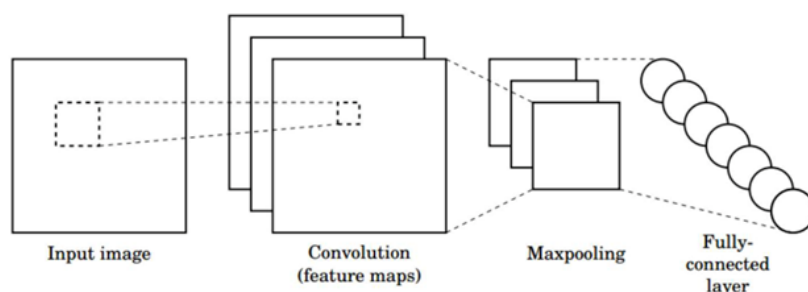 Input image
Convolution
(feature maps)
Maxpooling
Fully-
connected
layer